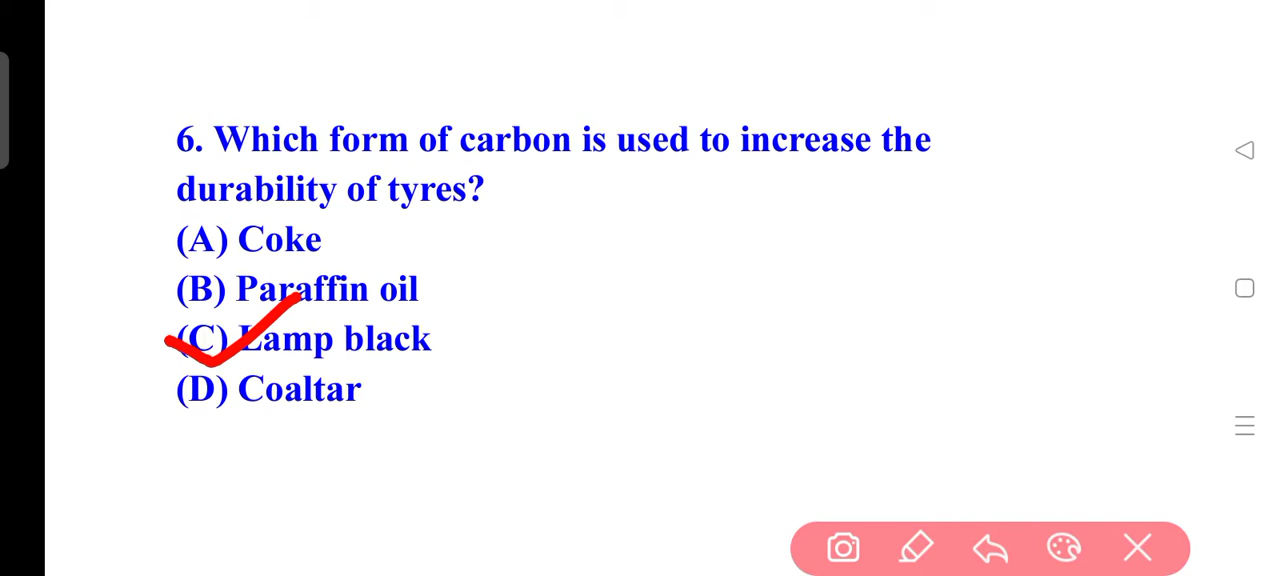 6. Which form of carbon is used to increase the
durability of tyres?
(A) Coke
(B) Paraffin oil
(C) Lamp black
(D) Coaltar